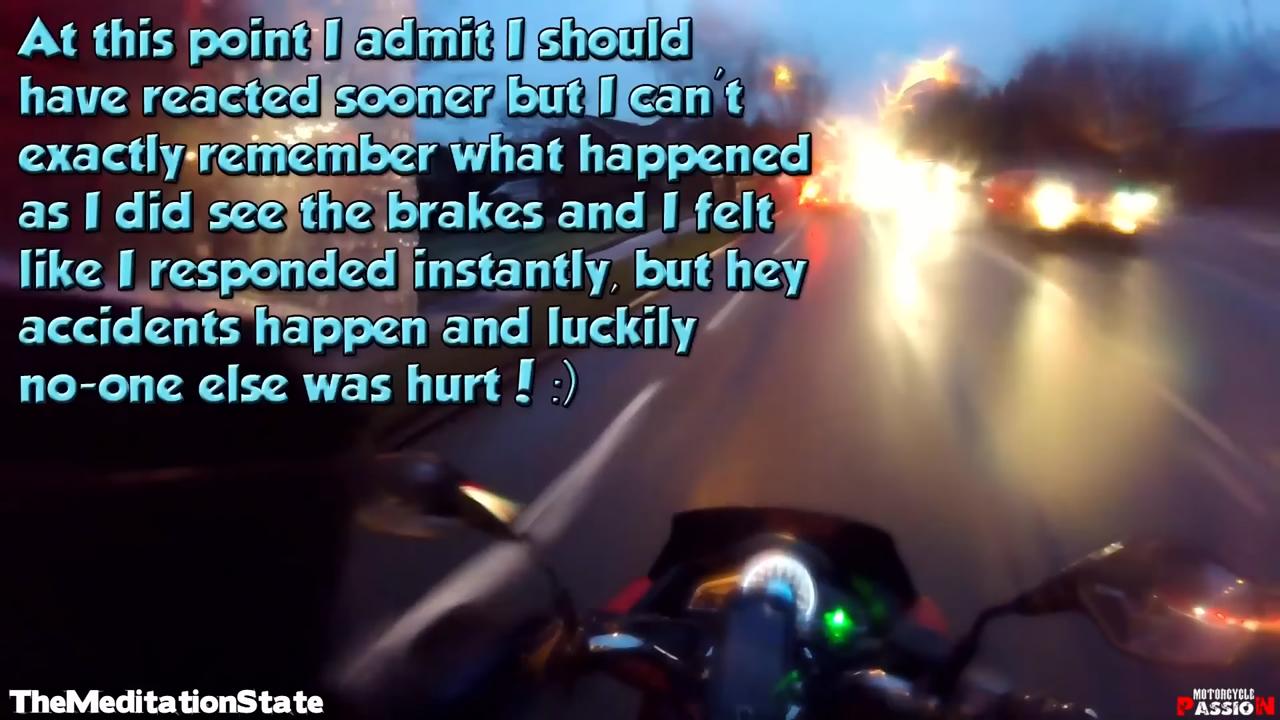 At this point I admit I should
have reacted sooner but I can't
exactly remember what happened
as I did see the brakes and I felt
like I responded instantly, but hey
accidents happen and luckily
no-one else was hurt! :)
TheMeditationState
MOTORCYCLE
PASSION